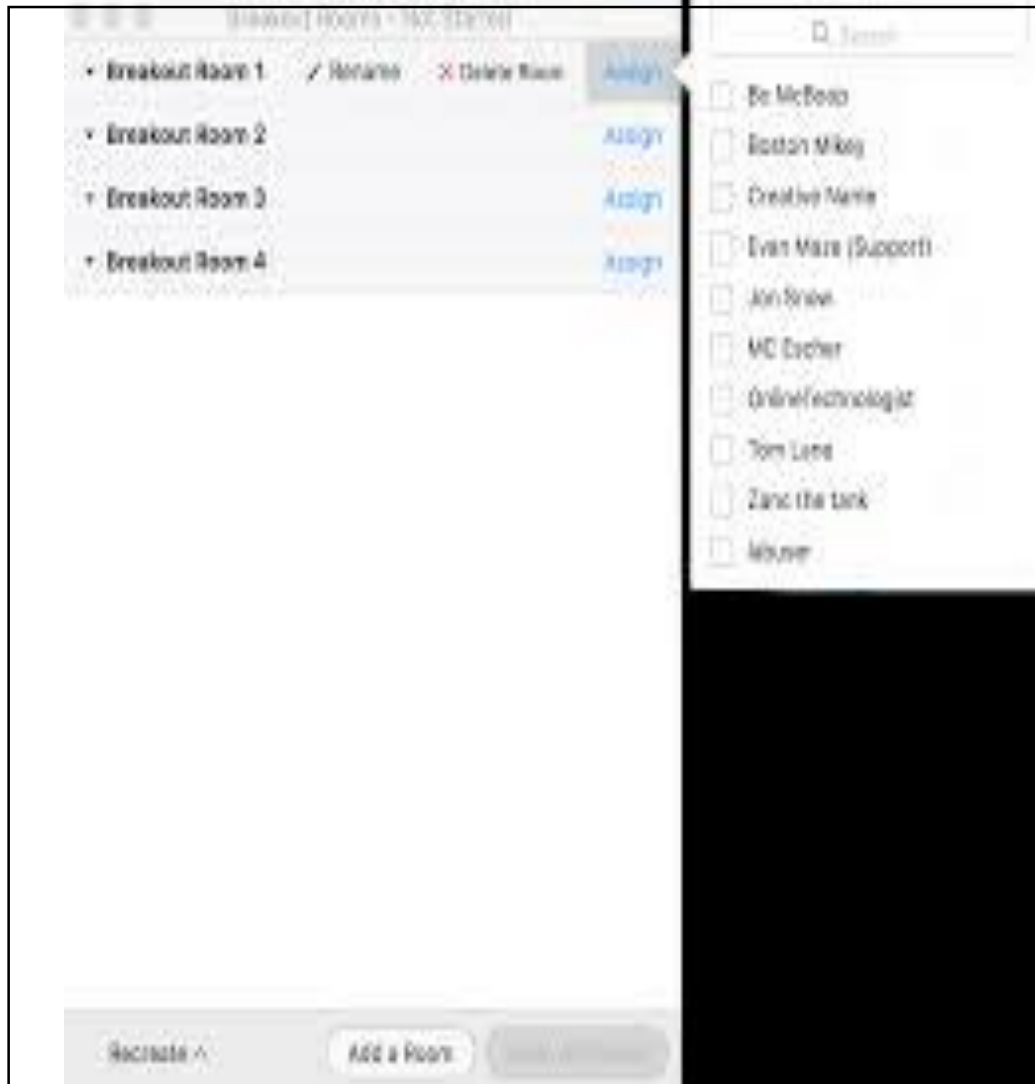 Breakout Rooms - Not Started
Breakout Room 1 Rename Delete Room Assign
Breakout Room 2 Assign
Breakout Room 3 Assign
Breakout Room 4 Assign
Recreate ^ Add a Room
Search
Bo McBoop
Boston Mikey
Creative Name
Evan Maze (Support)
Jon Snow
MC Escher
OnlineTechnologist
Tom Lane
Zanc the tank